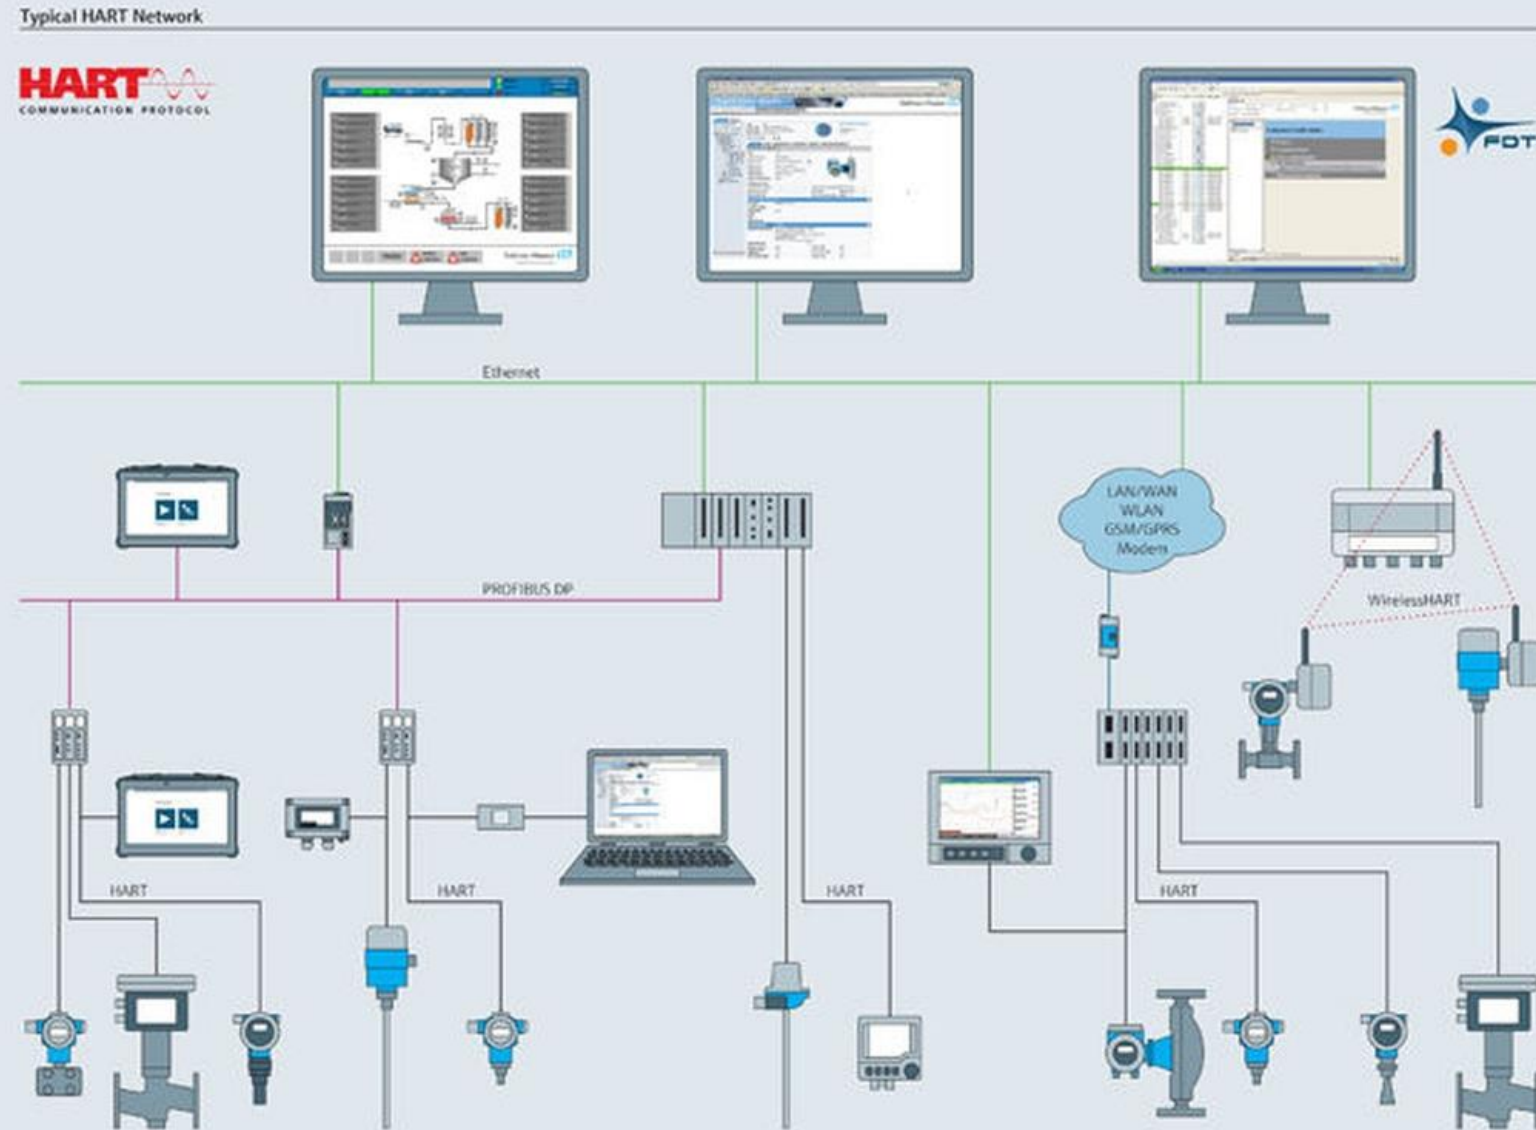 Typical HART Network
HART
COMMUNICATION PROTOCOL
FDT
Ethernet
LAN/WAN
WLAN
GSM/GPRS
Modem
PROFIBUS DP
WirelessHART
HART
HART
HART
HART